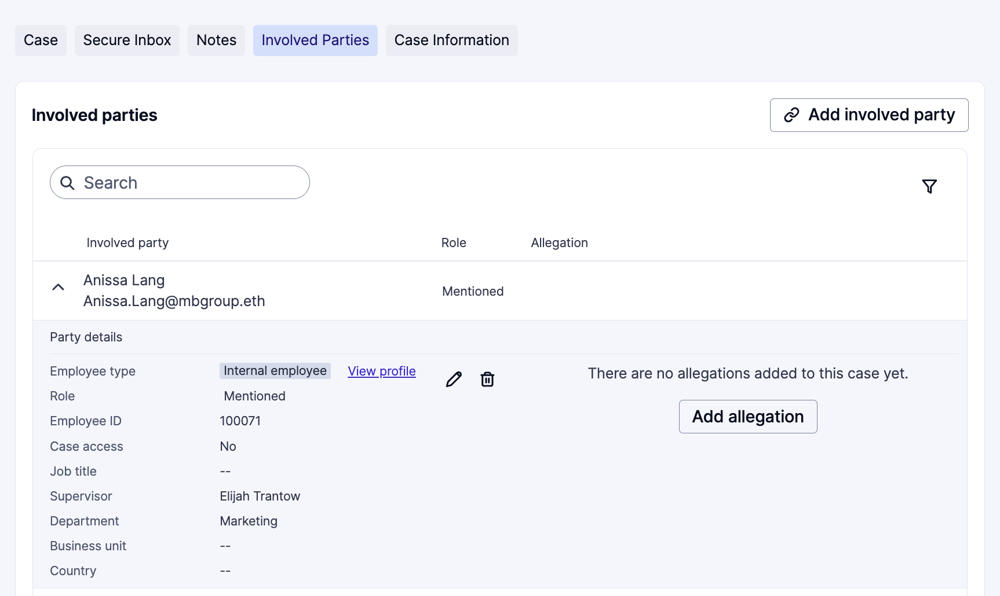 Case Secure Inbox Notes Involved Parties Case Information
Involved parties
Add involved party
Search
Involved party Role Allegation
Anissa Lang
Anissa.Lang@mbgroup.eth
Mentioned
Party details
Employee type Internal employee View profile
Role Mentioned
Employee ID 100071
Case access No
Job title --
Supervisor Elijah Trantow
Department Marketing
Business unit --
Country --
There are no allegations added to this case yet.
Add allegation